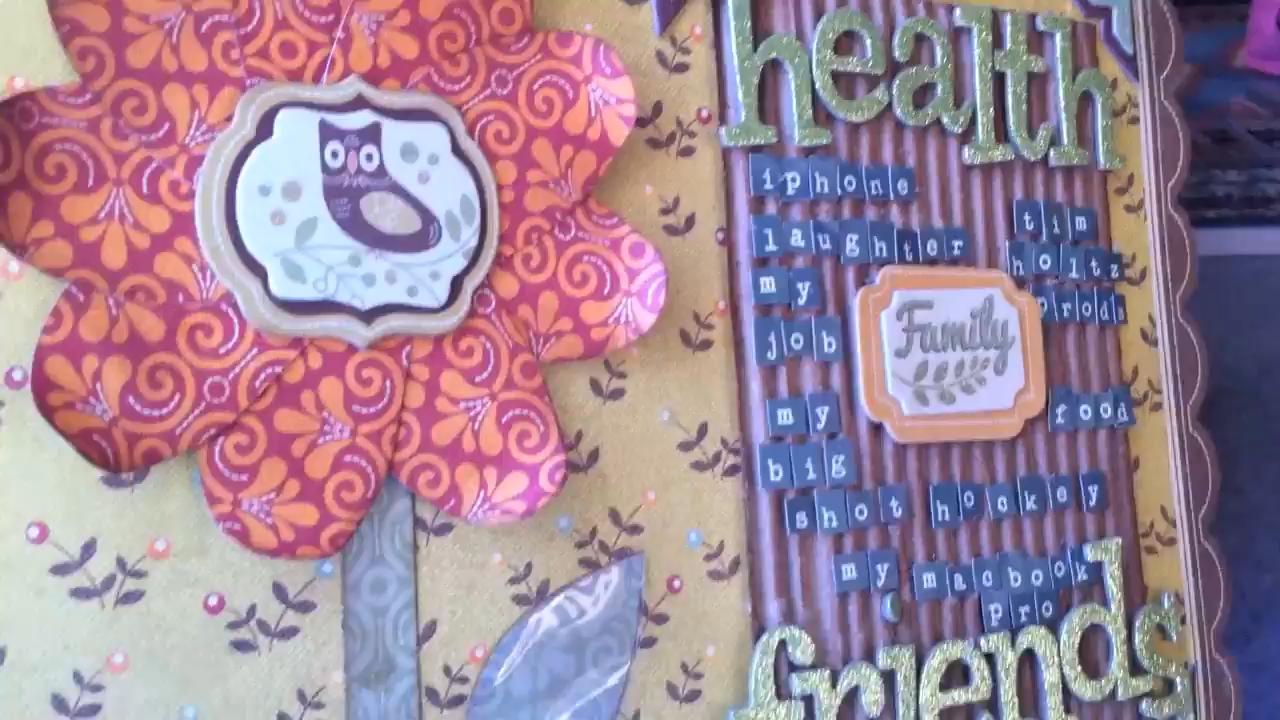 health
iphone
tim
laughter
holtz
my
prods
job
Family
my
food
big
shot hockey
my macbook
pro
friends